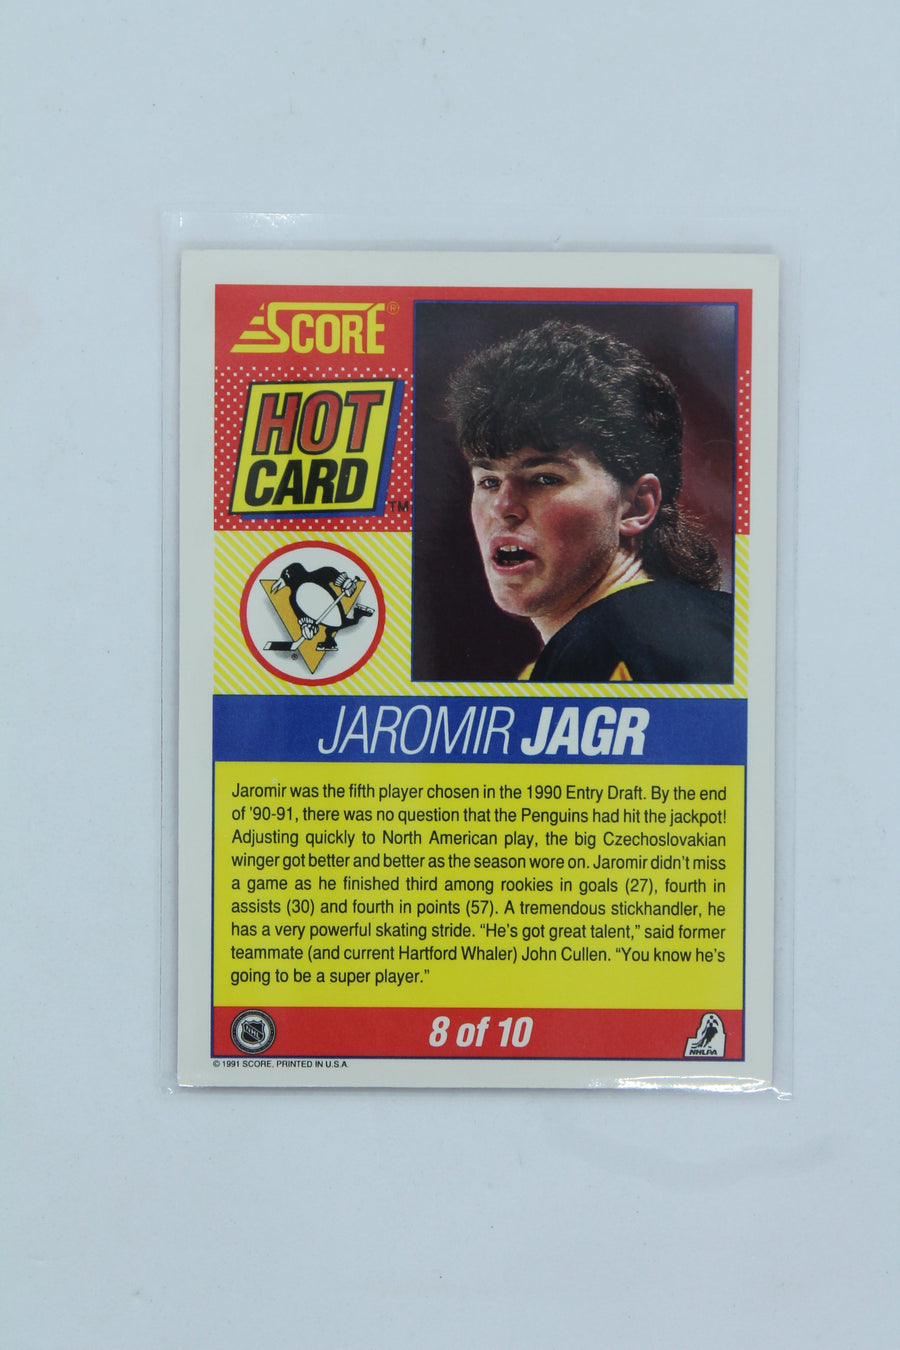 SCORE®
HOT
CARD
TM
®
JAROMIR JAGR
Jaromir was the fifth player chosen in the 1990 Entry Draft. By the end
of '90-91, there was no question that the Penguins had hit the jackpot!
Adjusting quickly to North American play, the big Czechoslovakian
winger got better and better as the season wore on. Jaromir didn't miss
a game as he finished third among rookies in goals (27), fourth in
assists (30) and fourth in points (57). A tremendous stickhandler, he
has a very powerful skating stride. "He's got great talent," said former
teammate (and current Hartford Whaler) John Cullen. "You know he's
going to be a super player."
NHL
8 of 10
NHLPA
© 1991 SCORE, PRINTED IN U.S.A.